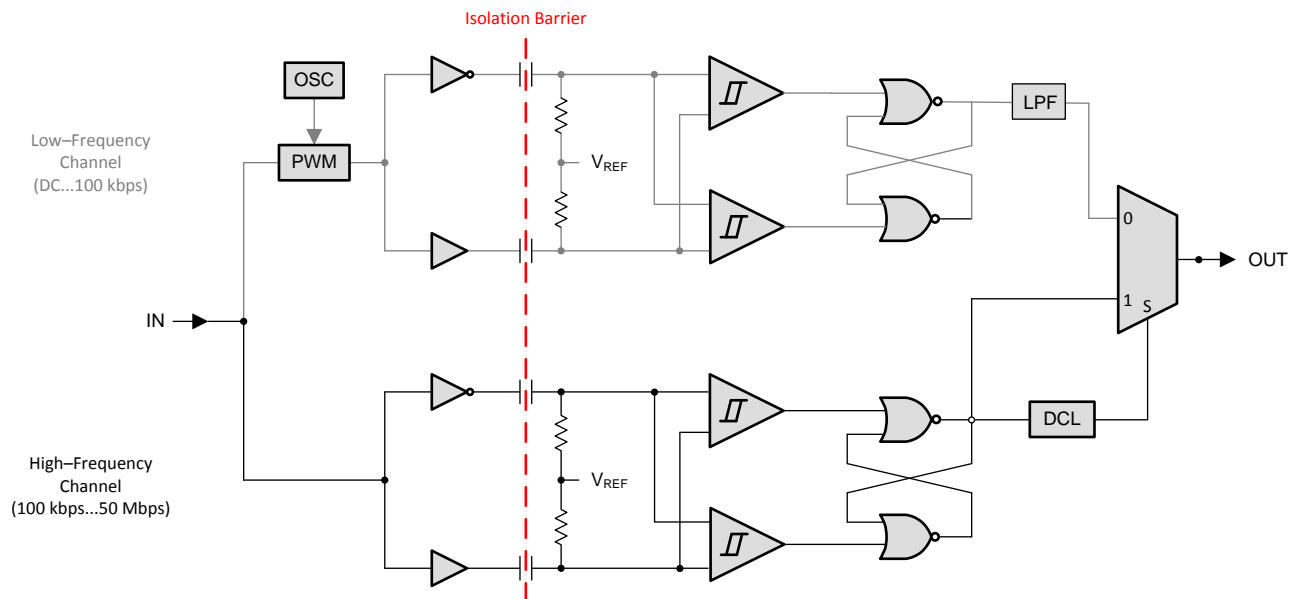 Isolation Barrier
OSC
Low–Frequency
Channel
(DC...100 kbps)
PWM
VREF
LPF
0
OUT
1
S
IN
High–Frequency
Channel
(100 kbps...50 Mbps)
VREF
DCL